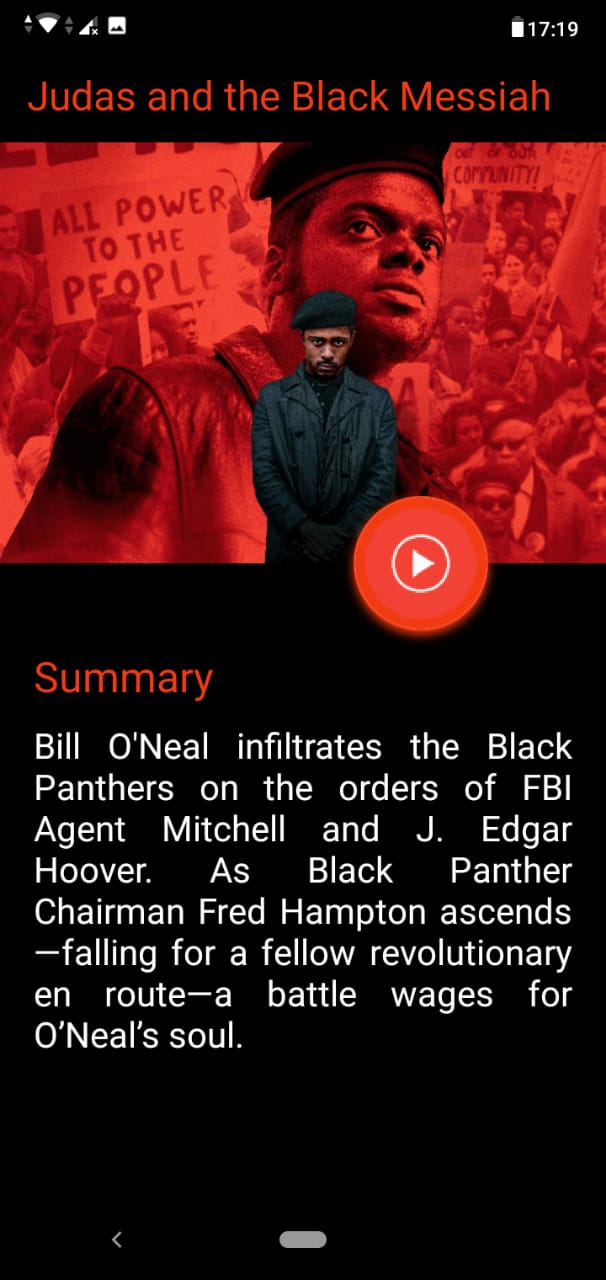 17:19
Judas and the Black Messiah
ALL POWER
TO THE
PEOPLE
OUT OF OUR
COMMUNITY!
Summary
Bill O'Neal infiltrates the Black
Panthers on the orders of FBI
Agent Mitchell and J. Edgar
Hoover. As Black Panther
Chairman Fred Hampton ascends
—falling for a fellow revolutionary
en route—a battle wages for
O’Neal’s soul.